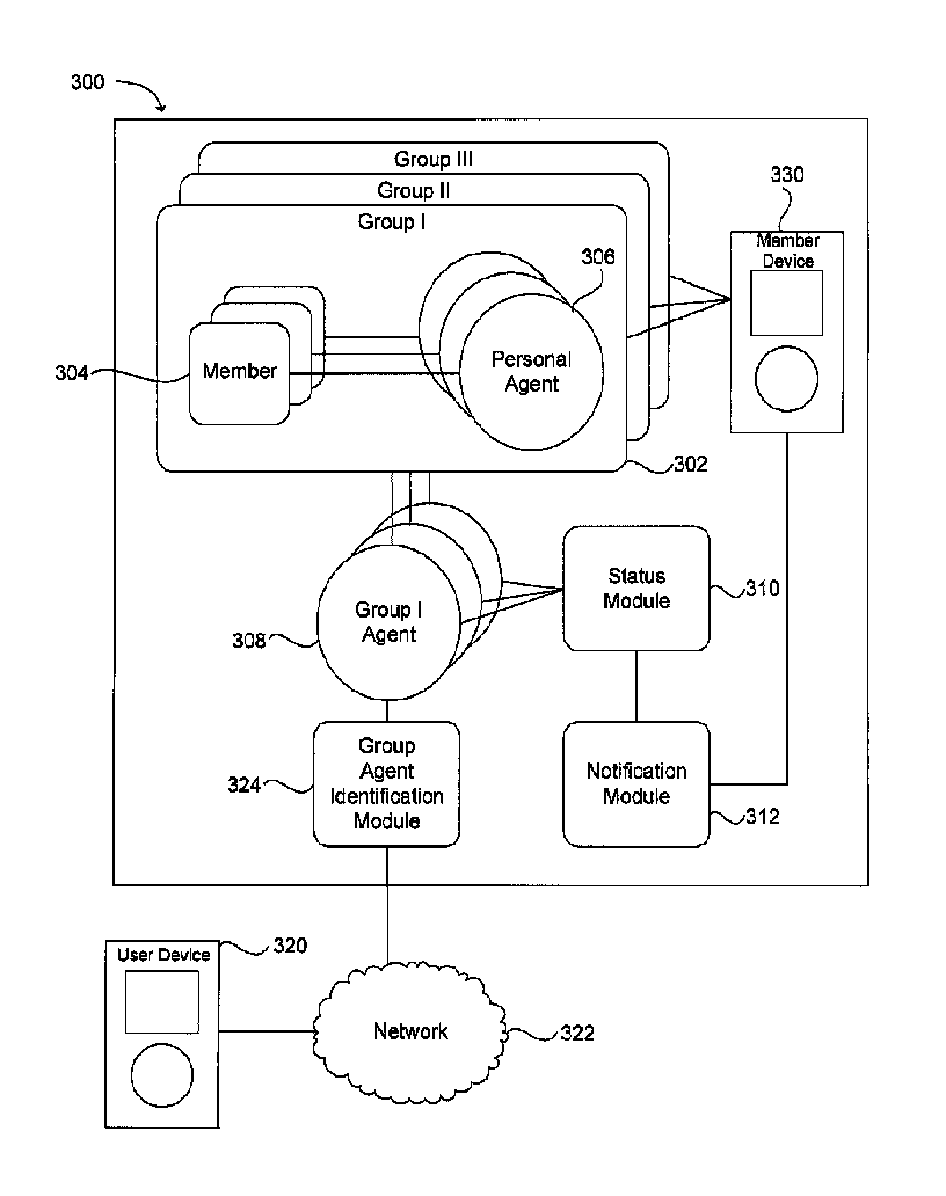 300
Group III
Group II
Group I
330
Member
Device
306
304
Member
Personal
Agent
302
Status
Module
310
Group I
Agent
308
Group
Agent
Identification
Module
324
Notification
Module
312
User Device
320
Network
322